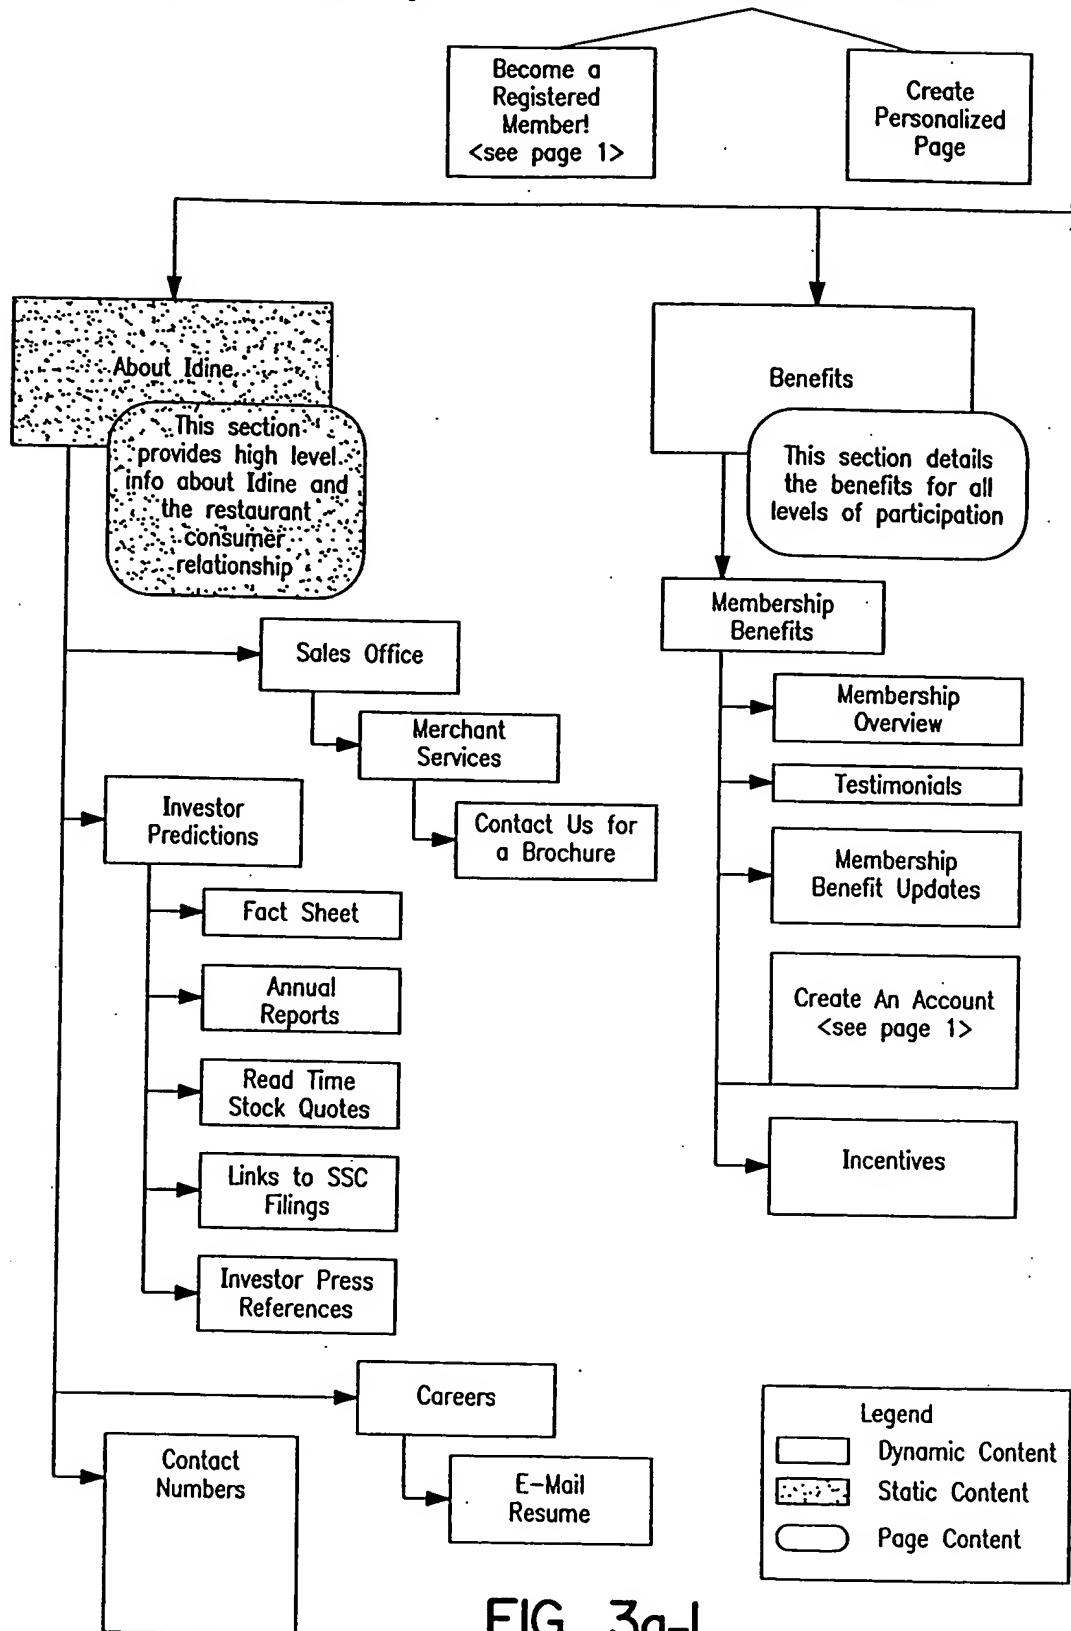 Become a
Registered
Member!
<see page 1>
Create
Personalized
Page
About Idine
This section
provides high level
info about Idine and
the restaurant
consumer
relationship
Benefits
This section details
the benefits for all
levels of participation
Sales Office
Merchant
Services
Contact Us for
a Brochure
Investor
Predictions
Fact Sheet
Annual
Reports
Read Time
Stock Quotes
Links to SSC
Filings
Investor Press
References
Careers
E-Mail
Resume
Contact
Numbers
Membership
Benefits
Membership
Overview
Testimonials
Membership
Benefit Updates
Create An Account
<see page 1>
Incentives
Legend
Dynamic Content
Static Content
Page Content
FIG. 3a-1